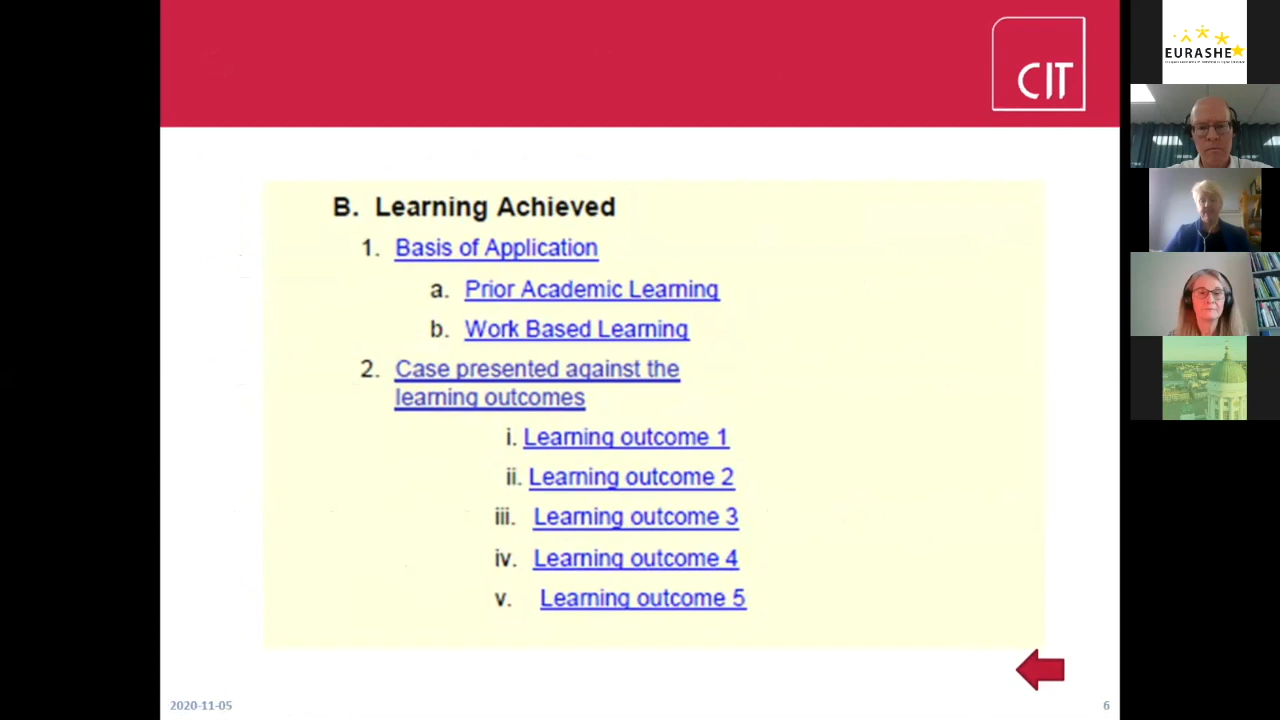 CIT
EURASHE
B. Learning Achieved
1. Basis of Application
a. Prior Academic Learning
b. Work Based Learning
2. Case presented against the
learning outcomes
i. Learning outcome 1
ii. Learning outcome 2
iii. Learning outcome 3
iv. Learning outcome 4
v. Learning outcome 5
2020-11-05
6